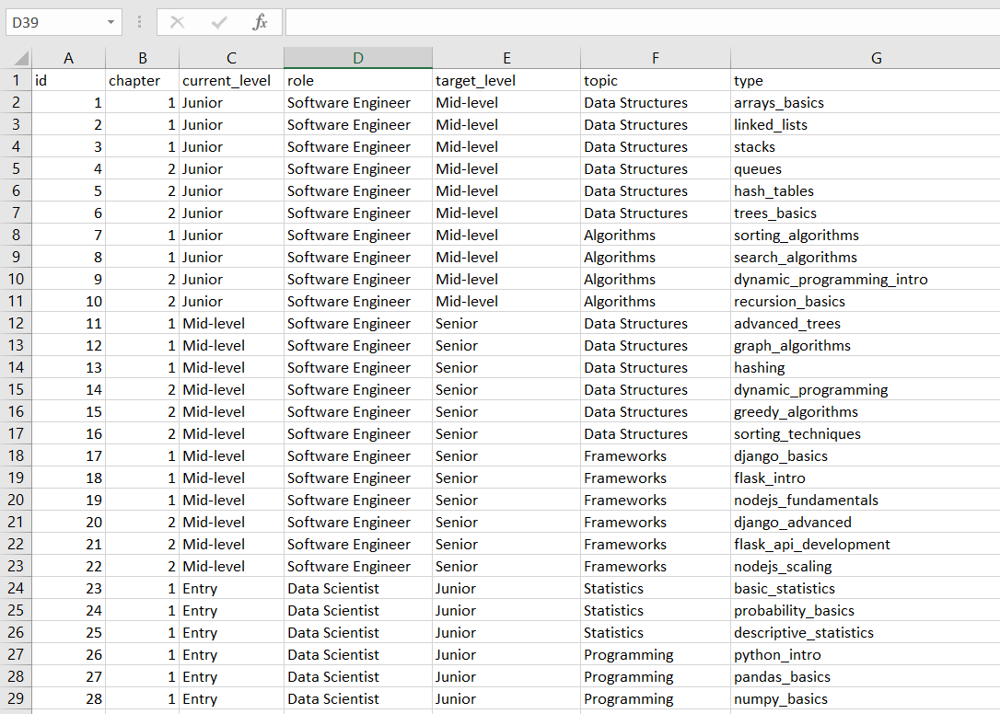 D39 fx
A B C D E F G
1 id chapter current_level role target_level topic type
2 1 1 Junior Software Engineer Mid-level Data Structures arrays_basics
3 2 1 Junior Software Engineer Mid-level Data Structures linked_lists
4 3 1 Junior Software Engineer Mid-level Data Structures stacks
5 4 2 Junior Software Engineer Mid-level Data Structures queues
6 5 2 Junior Software Engineer Mid-level Data Structures hash_tables
7 6 2 Junior Software Engineer Mid-level Data Structures trees_basics
8 7 1 Junior Software Engineer Mid-level Algorithms sorting_algorithms
9 8 1 Junior Software Engineer Mid-level Algorithms search_algorithms
10 9 2 Junior Software Engineer Mid-level Algorithms dynamic_programming_intro
11 10 2 Junior Software Engineer Mid-level Algorithms recursion_basics
12 11 1 Mid-level Software Engineer Senior Data Structures advanced_trees
13 12 1 Mid-level Software Engineer Senior Data Structures graph_algorithms
14 13 1 Mid-level Software Engineer Senior Data Structures hashing
15 14 2 Mid-level Software Engineer Senior Data Structures dynamic_programming
16 15 2 Mid-level Software Engineer Senior Data Structures greedy_algorithms
17 16 2 Mid-level Software Engineer Senior Data Structures sorting_techniques
18 17 1 Mid-level Software Engineer Senior Frameworks django_basics
19 18 1 Mid-level Software Engineer Senior Frameworks flask_intro
20 19 1 Mid-level Software Engineer Senior Frameworks nodejs_fundamentals
21 20 2 Mid-level Software Engineer Senior Frameworks django_advanced
22 21 2 Mid-level Software Engineer Senior Frameworks flask_api_development
23 22 2 Mid-level Software Engineer Senior Frameworks nodejs_scaling
24 23 1 Entry Data Scientist Junior Statistics basic_statistics
25 24 1 Entry Data Scientist Junior Statistics probability_basics
26 25 1 Entry Data Scientist Junior Statistics descriptive_statistics
27 26 1 Entry Data Scientist Junior Programming python_intro
28 27 1 Entry Data Scientist Junior Programming pandas_basics
29 28 1 Entry Data Scientist Junior Programming numpy_basics